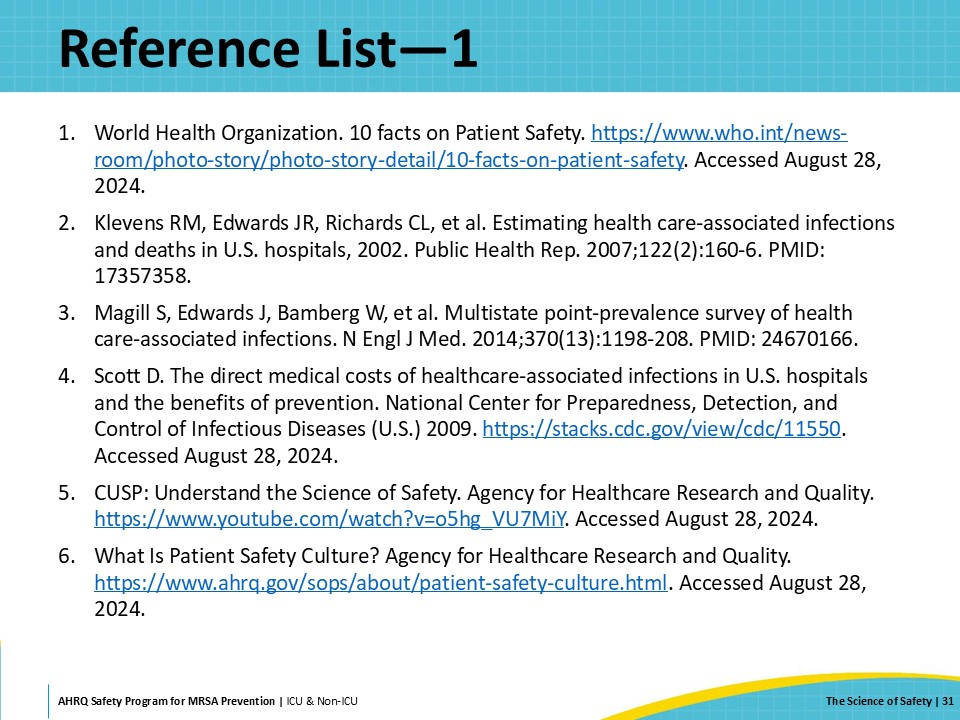 Reference List—1
1. World Health Organization. 10 facts on Patient Safety. https://www.who.int/news-
room/photo-story/photo-story-detail/10-facts-on-patient-safety. Accessed August 28,
2024.
2. Klevens RM, Edwards JR, Richards CL, et al. Estimating health care-associated infections
and deaths in U.S. hospitals, 2002. Public Health Rep. 2007;122(2):160-6. PMID:
17357358.
3. Magill S, Edwards J, Bamberg W, et al. Multistate point-prevalence survey of health
care-associated infections. N Engl J Med. 2014;370(13):1198-208. PMID: 24670166.
4. Scott D. The direct medical costs of healthcare-associated infections in U.S. hospitals
and the benefits of prevention. National Center for Preparedness, Detection, and
Control of Infectious Diseases (U.S.) 2009. https://stacks.cdc.gov/view/cdc/11550.
Accessed August 28, 2024.
5. CUSP: Understand the Science of Safety. Agency for Healthcare Research and Quality.
https://www.youtube.com/watch?v=o5hg_VU7MiY. Accessed August 28, 2024.
6. What Is Patient Safety Culture? Agency for Healthcare Research and Quality.
https://www.ahrq.gov/sops/about/patient-safety-culture.html. Accessed August 28,
2024.
AHRQ Safety Program for MRSA Prevention | ICU & Non-ICU
The Science of Safety | 31